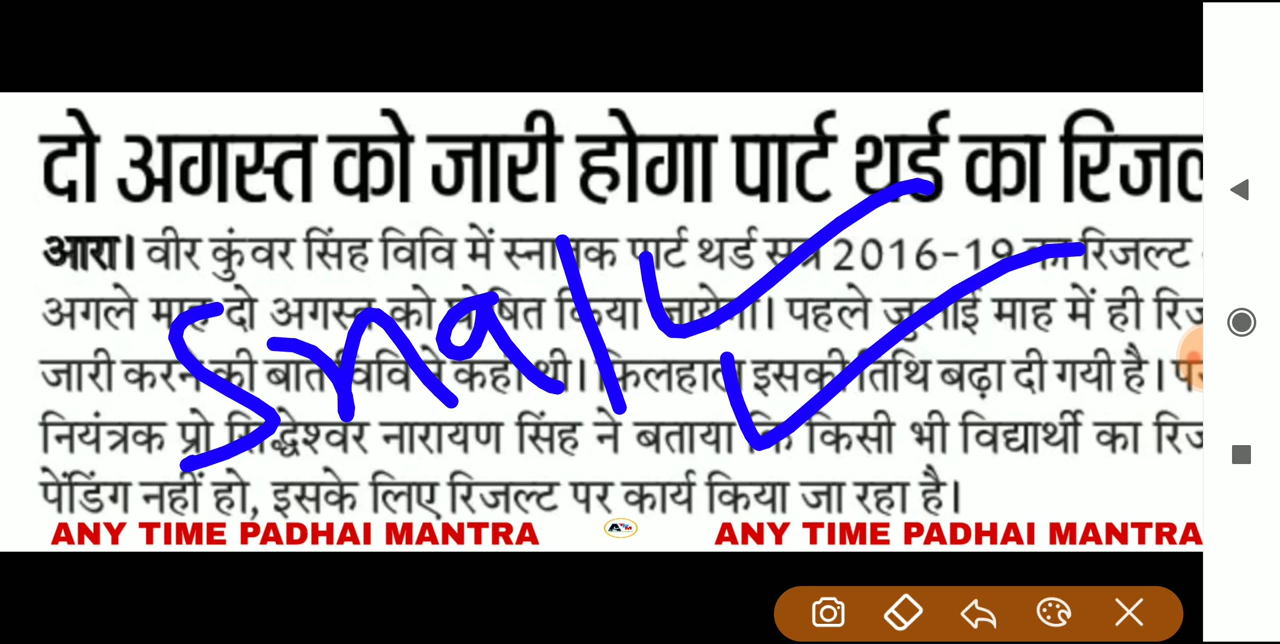 दो अगस्त को जारी होगा पार्ट थर्ड का
आरा। वीर कुंवर सिंह विवि में स्नातक पार्ट थर्ड सत्र 2016-19 का रिजल्ट
अगले माह दो अगस्त को घोषित किया जायेगा। पहले जुलाई माह में ही
जारी करने की बात विवि ने कही थी। फिलहाल इसकी तिथि बढ़ा दी गयी है।
नियंत्रक प्रो सिद्धेश्वर नारायण सिंह ने बताया कि किसी भी विद्यार्थी का
पेंडिंग नहीं हो, इसके लिए रिजल्ट पर कार्य किया जा रहा है।
snal
ANY TIME PADHAI MANTRA ANY TIME PADHAI MANTRA